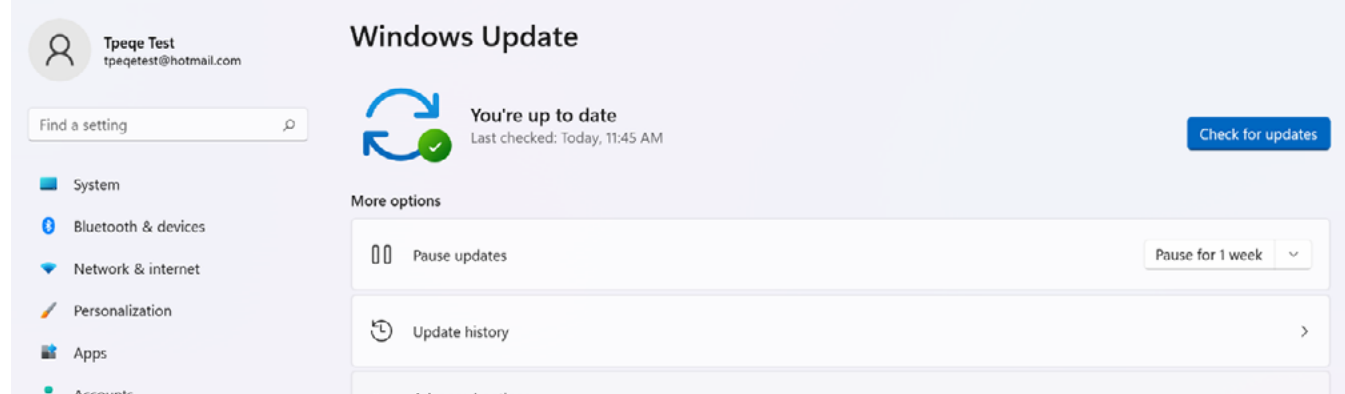 Tpeqe Test
tpeqetest@hotmail.com
Find a setting
System
Bluetooth & devices
Network & internet
Personalization
Apps
Accounts
Windows Update
You're up to date
Last checked: Today, 11:45 AM
Check for updates
More options
Pause updates
Pause for 1 week
Update history